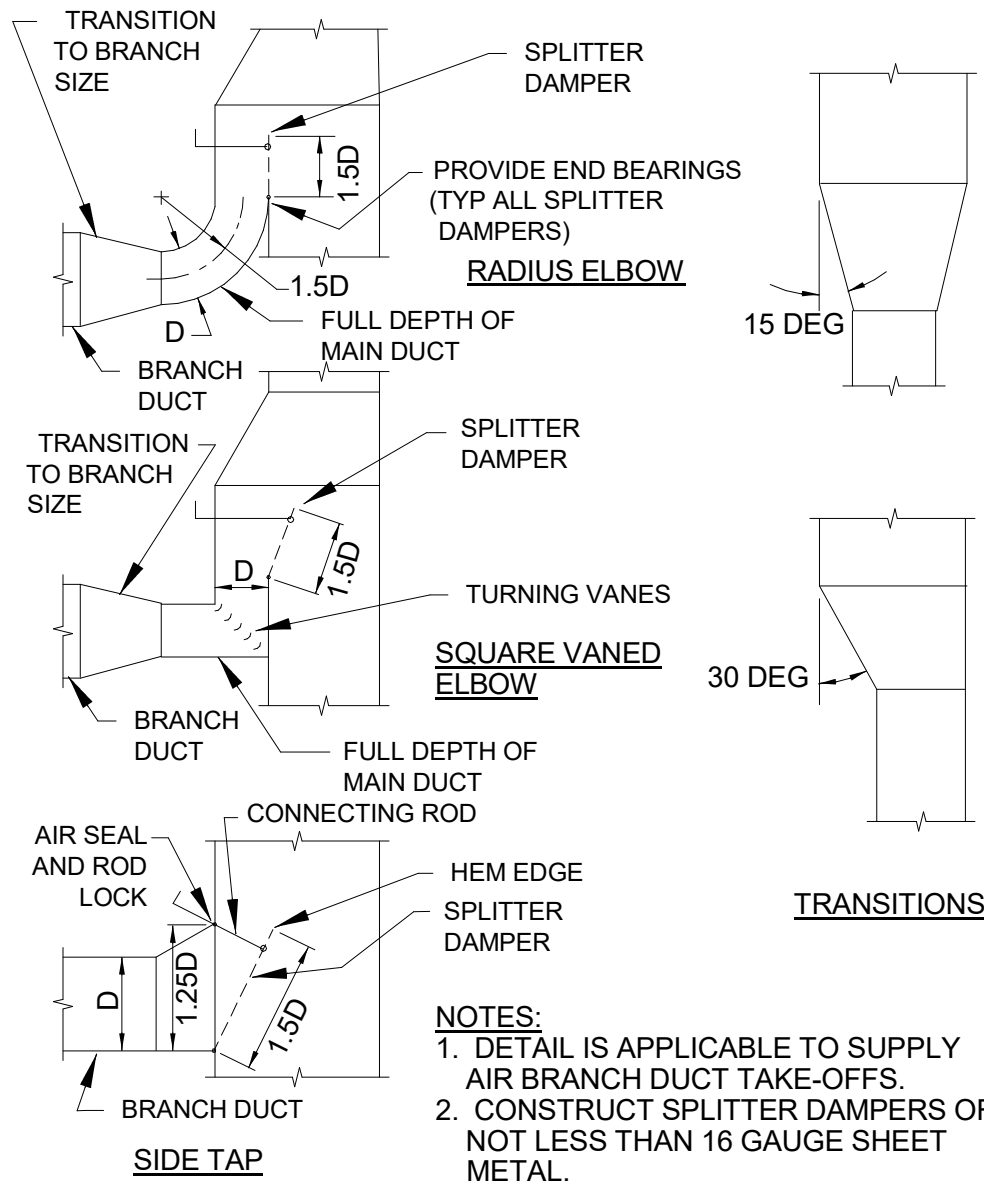 TRANSITION
TO BRANCH
SIZE
SPLITTER
DAMPER
1.5D
PROVIDE END BEARINGS
(TYP ALL SPLITTER
DAMPERS)
RADIUS ELBOW
1.5D
D
FULL DEPTH OF
MAIN DUCT
BRANCH
DUCT
15 DEG
TRANSITION
TO BRANCH
SIZE
SPLITTER
DAMPER
D
1.5D
TURNING VANES
SQUARE VANED
ELBOW
BRANCH
DUCT
FULL DEPTH OF
MAIN DUCT
30 DEG
CONNECTING ROD
AIR SEAL
AND ROD
LOCK
HEM EDGE
SPLITTER
DAMPER
D
1.25D
1.5D
BRANCH DUCT
SIDE TAP
TRANSITIONS
NOTES:
1. DETAIL IS APPLICABLE TO SUPPLY
AIR BRANCH DUCT TAKE-OFFS.
2. CONSTRUCT SPLITTER DAMPERS OF
NOT LESS THAN 16 GAUGE SHEET
METAL.